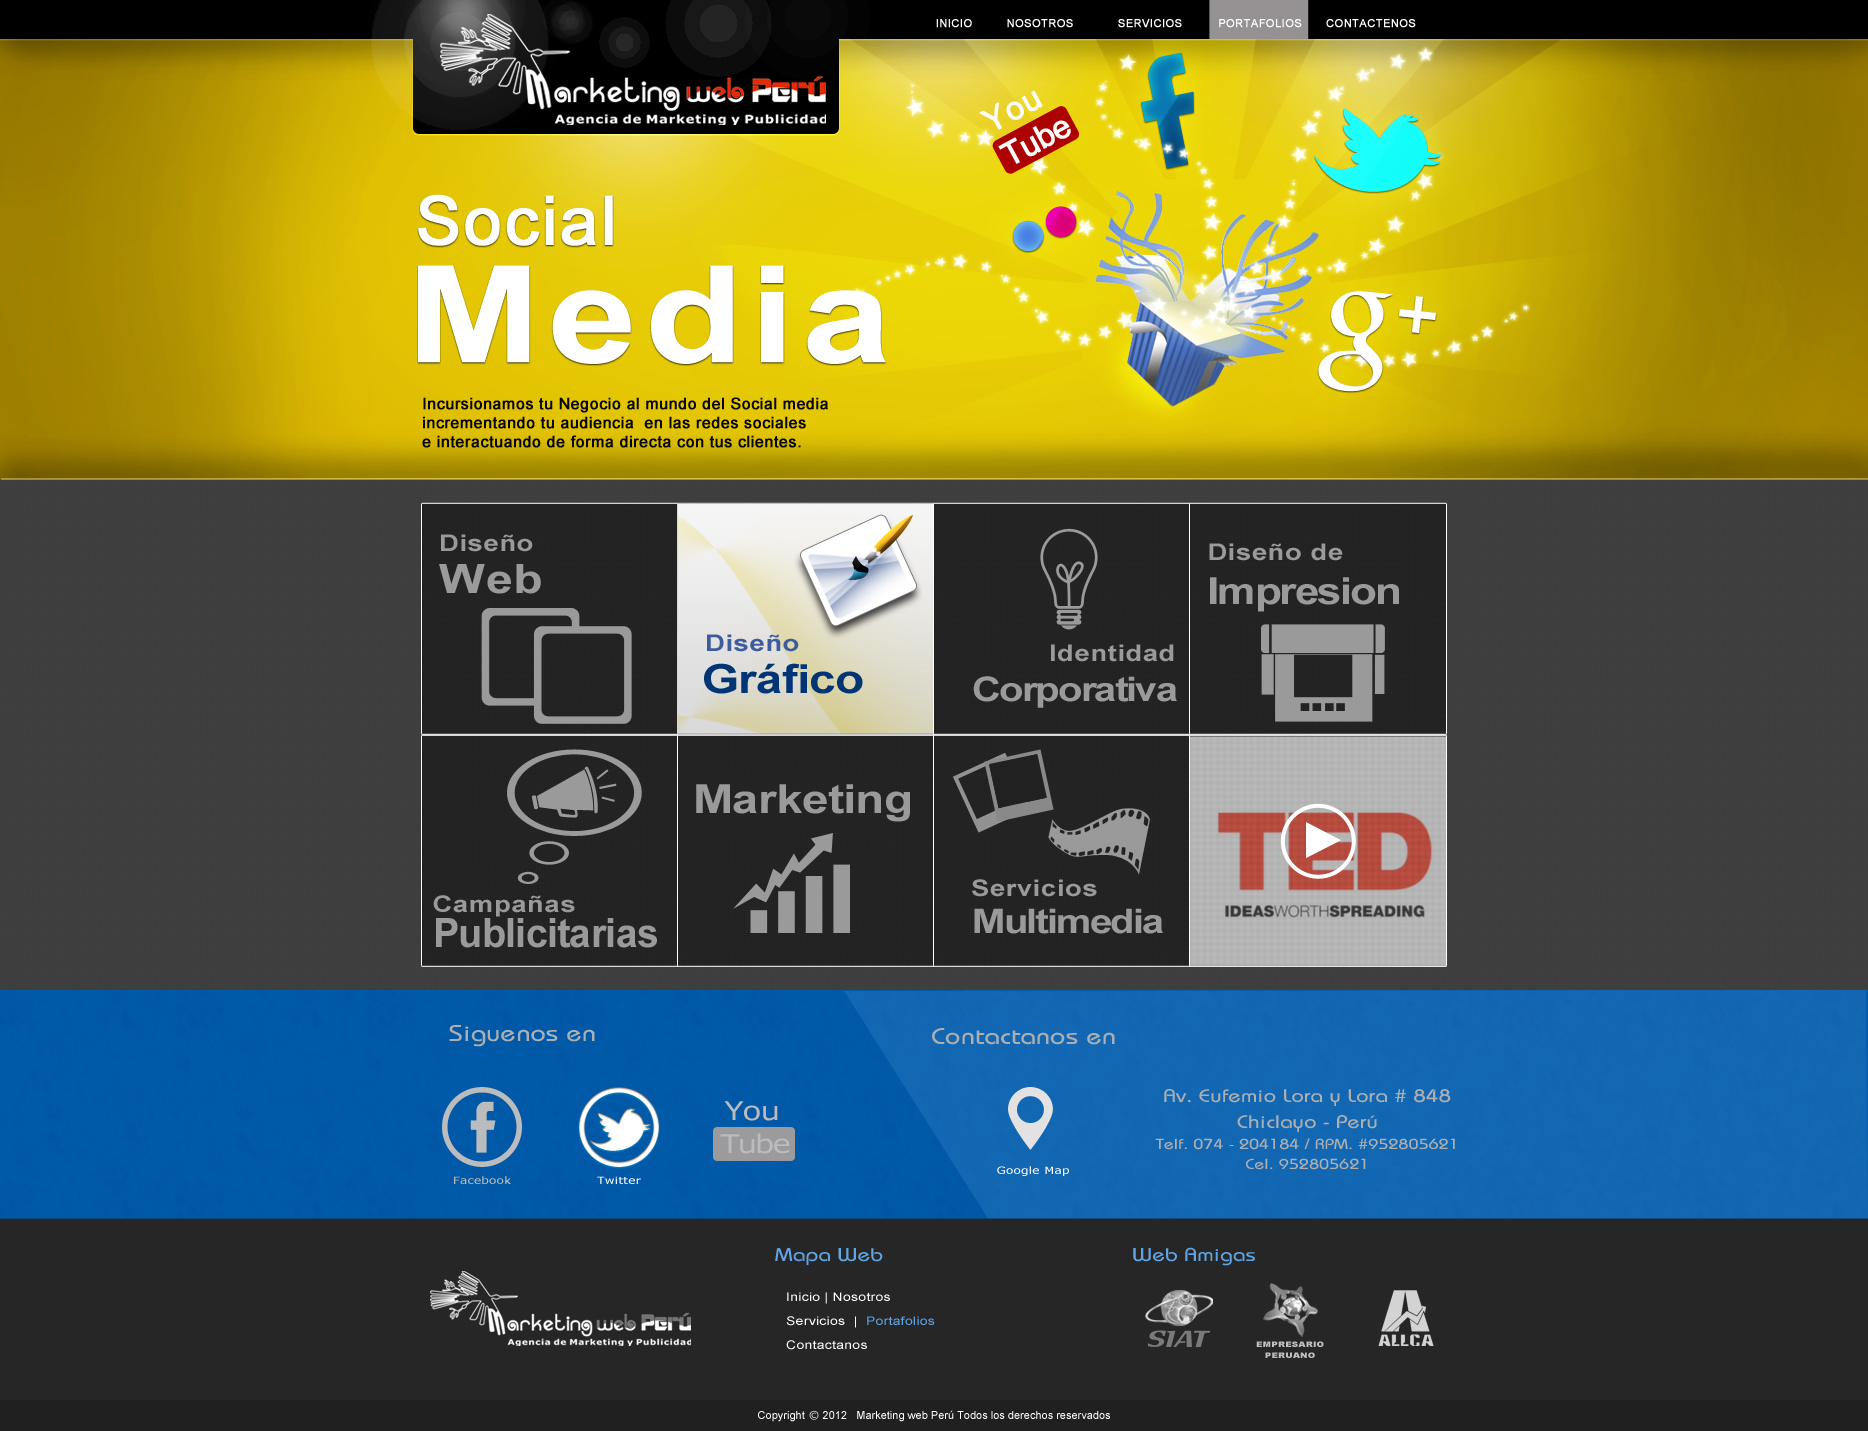 INICIO NOSOTROS SERVICIOS PORTAFOLIOS CONTACTENOS
Marketing web Perú
Agencia de Marketing y Publicidad
You
Tube
f
g+
Social
Media
Incursionamos tu Negocio al mundo del Social media
incrementando tu audiencia en las redes sociales
e interactuando de forma directa con tus clientes.
Diseño
Web
Diseño
Gráfico
Identidad
Corporativa
Diseño de
Impresion
Campañas
Publicitarias
Marketing
Servicios
Multimedia
TED
IDEASWORTHSPREADING
Siguenos en
f
Facebook
Twitter
You
Tube
Contactanos en
Google Map
Av. Eufemio Lora y Lora # 848
Chiclayo - Perú
Telf. 074 - 204184 / RPM. #952805621
Cel. 952805621
Marketing web Perú
Agencia de Marketing y Publicidad
Mapa Web
Inicio | Nosotros
Servicios | Portafolios
Contactanos
Web Amigas
SIAT
EMPRESARIO
PERUANO
ALLCA
Copyright © 2012 Marketing web Perú Todos los derechos reservados